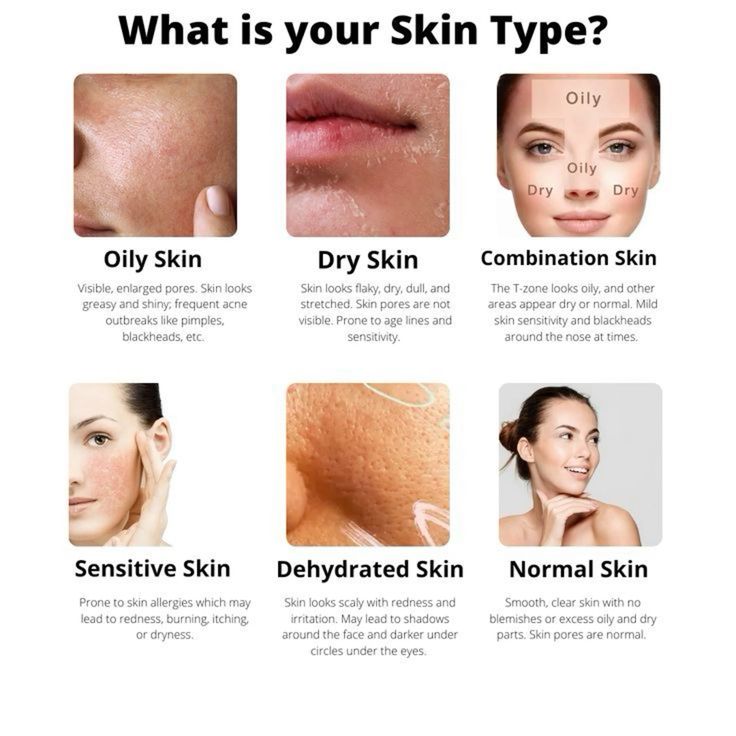 What is your Skin Type?
Oily
Oily
Dry
Dry
Oily Skin
Visible, enlarged pores. Skin looks
greasy and shiny; frequent acne
outbreaks like pimples,
blackheads, etc.
Dry Skin
Skin looks flaky, dry, dull, and
stretched. Skin pores are not
visible. Prone to age lines and
sensitivity.
Combination Skin
The T-zone looks oily, and other
areas appear dry or normal. Mild
skin sensitivity and blackheads
around the nose at times.
Sensitive Skin
Prone to skin allergies which may
lead to redness, burning, itching,
or dryness.
Dehydrated Skin
Skin looks scaly with redness and
irritation. May lead to shadows
around the face and darker under
circles under the eyes.
Normal Skin
Smooth, clear skin with no
blemishes or excess oily and dry
parts. Skin pores are normal.